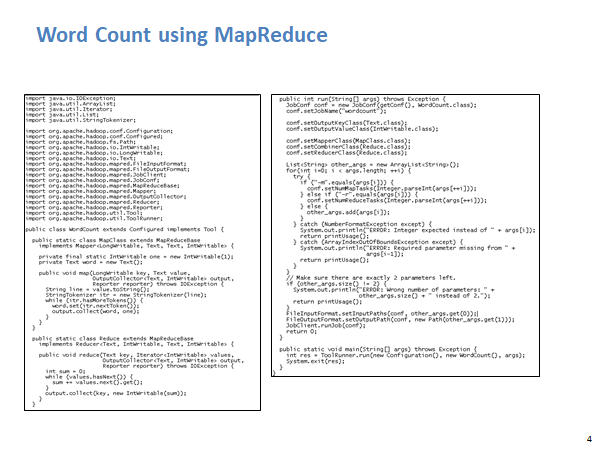 Word Count using MapReduce
import java.io.IOException;
import java.util.ArrayList;
import java.util.Iterator;
import java.util.List;
import java.util.StringTokenizer;
import org.apache.hadoop.conf.Configuration;
import org.apache.hadoop.conf.Configured;
import org.apache.hadoop.fs.Path;
import org.apache.hadoop.io.IntWritable;
import org.apache.hadoop.io.LongWritable;
import org.apache.hadoop.io.Text;
import org.apache.hadoop.mapred.FileInputFormat;
import org.apache.hadoop.mapred.FileOutputFormat;
import org.apache.hadoop.mapred.JobClient;
import org.apache.hadoop.mapred.JobConf;
import org.apache.hadoop.mapred.MapReduceBase;
import org.apache.hadoop.mapred.Mapper;
import org.apache.hadoop.mapred.OutputCollector;
import org.apache.hadoop.mapred.Reducer;
import org.apache.hadoop.mapred.Reporter;
import org.apache.hadoop.util.Tool;
import org.apache.hadoop.util.ToolRunner;
public class WordCount extends Configured implements Tool {
public static class MapClass extends MapReduceBase
implements Mapper<LongWritable, Text, Text, IntWritable> {
private final static IntWritable one = new IntWritable(1);
private Text word = new Text();
public void map(LongWritable key, Text value,
OutputCollector<Text, IntWritable> output,
Reporter reporter) throws IOException {
String line = value.toString();
StringTokenizer itr = new StringTokenizer(line);
while (itr.hasMoreTokens()) {
word.set(itr.nextToken());
output.collect(word, one);
}
}
}
public static class Reduce extends MapReduceBase
implements Reducer<Text, IntWritable, Text, IntWritable> {
public void reduce(Text key, Iterator<IntWritable> values,
OutputCollector<Text, IntWritable> output,
Reporter reporter) throws IOException {
int sum = 0;
while (values.hasNext()) {
sum += values.next().get();
}
output.collect(key, new IntWritable(sum));
}
}
public int run(String[] args) throws Exception {
JobConf conf = new JobConf(getConf(), WordCount.class);
conf.setJobName("wordcount");
conf.setOutputKeyClass(Text.class);
conf.setOutputValueClass(IntWritable.class);
conf.setMapperClass(MapClass.class);
conf.setCombinerClass(Reduce.class);
conf.setReducerClass(Reduce.class);
List<String> other_args = new ArrayList<String>();
for(int i=0; i < args.length; ++i) {
try {
if ("-m".equals(args[i])) {
conf.setNumMapTasks(Integer.parseInt(args[++i]));
} else if ("-r".equals(args[i])) {
conf.setNumReduceTasks(Integer.parseInt(args[++i]));
} else {
other_args.add(args[i]);
}
} catch (NumberFormatException except) {
System.out.println("ERROR: Integer expected instead of " + args[i]);
return printUsage();
} catch (ArrayIndexOutOfBoundsException except) {
System.out.println("ERROR: Required parameter missing from " +
args[i-1]);
return printUsage();
}
}
// Make sure there are exactly 2 parameters left.
if (other_args.size() != 2) {
System.out.println("ERROR: Wrong number of parameters: " +
other_args.size() + " instead of 2.");
return printUsage();
}
FileInputFormat.setInputPaths(conf, other_args.get(0));
FileOutputFormat.setOutputPath(conf, new Path(other_args.get(1)));
JobClient.runJob(conf);
return 0;
}
public static void main(String[] args) throws Exception {
int res = ToolRunner.run(new Configuration(), new WordCount(), args);
System.exit(res);
}
}
4